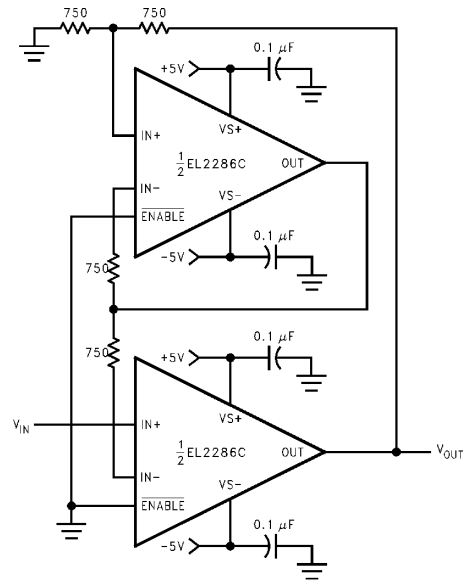 750 750
0.1 µF
+5V
VS+
IN+
½ EL2286C OUT
IN-
VS-
ENABLE
0.1 µF
-5V
750
750
0.1 µF
+5V
VS+
VIN IN+
½ EL2286C OUT VOUT
IN-
VS-
ENABLE
0.1 µF
-5V